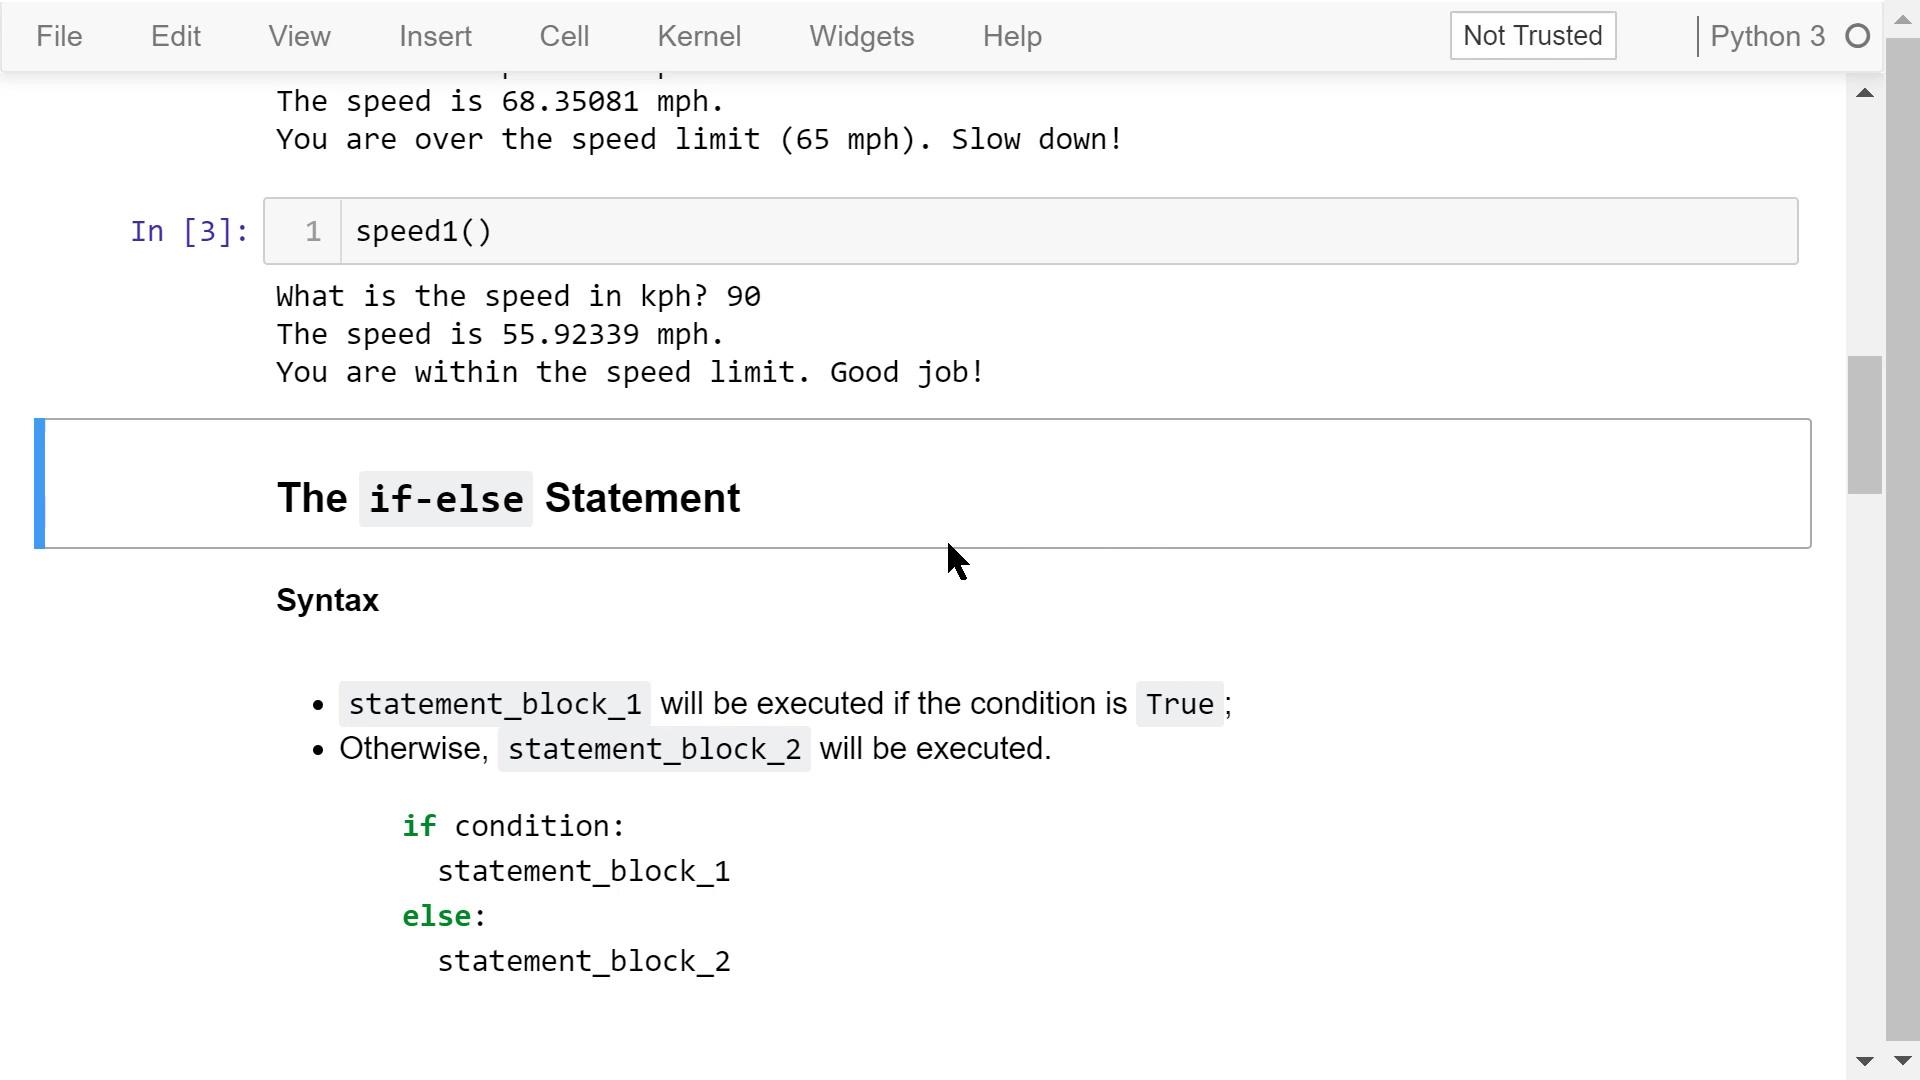 File Edit View Insert Cell Kernel Widgets Help Not Trusted Python 3
The speed is 68.35081 mph.
You are over the speed limit (65 mph). Slow down!
In [3]: 1 speed1()
What is the speed in kph? 90
The speed is 55.92339 mph.
You are within the speed limit. Good job!
The if-else Statement
Syntax
• statement_block_1 will be executed if the condition is True;
• Otherwise, statement_block_2 will be executed.
if condition:
  statement_block_1
else:
  statement_block_2